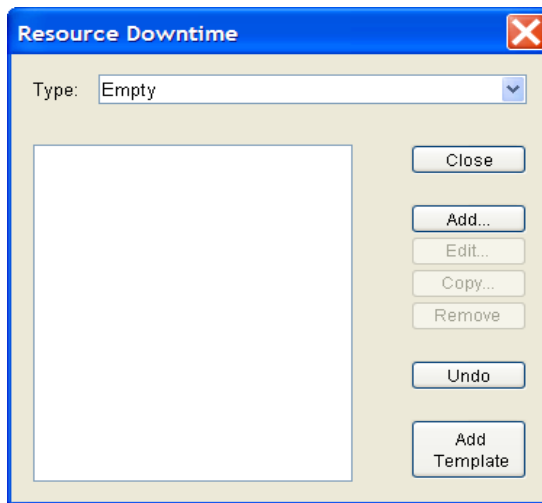 Resource Downtime
Type: Empty
Close
Add...
Edit...
Copy...
Remove
Undo
Add
Template